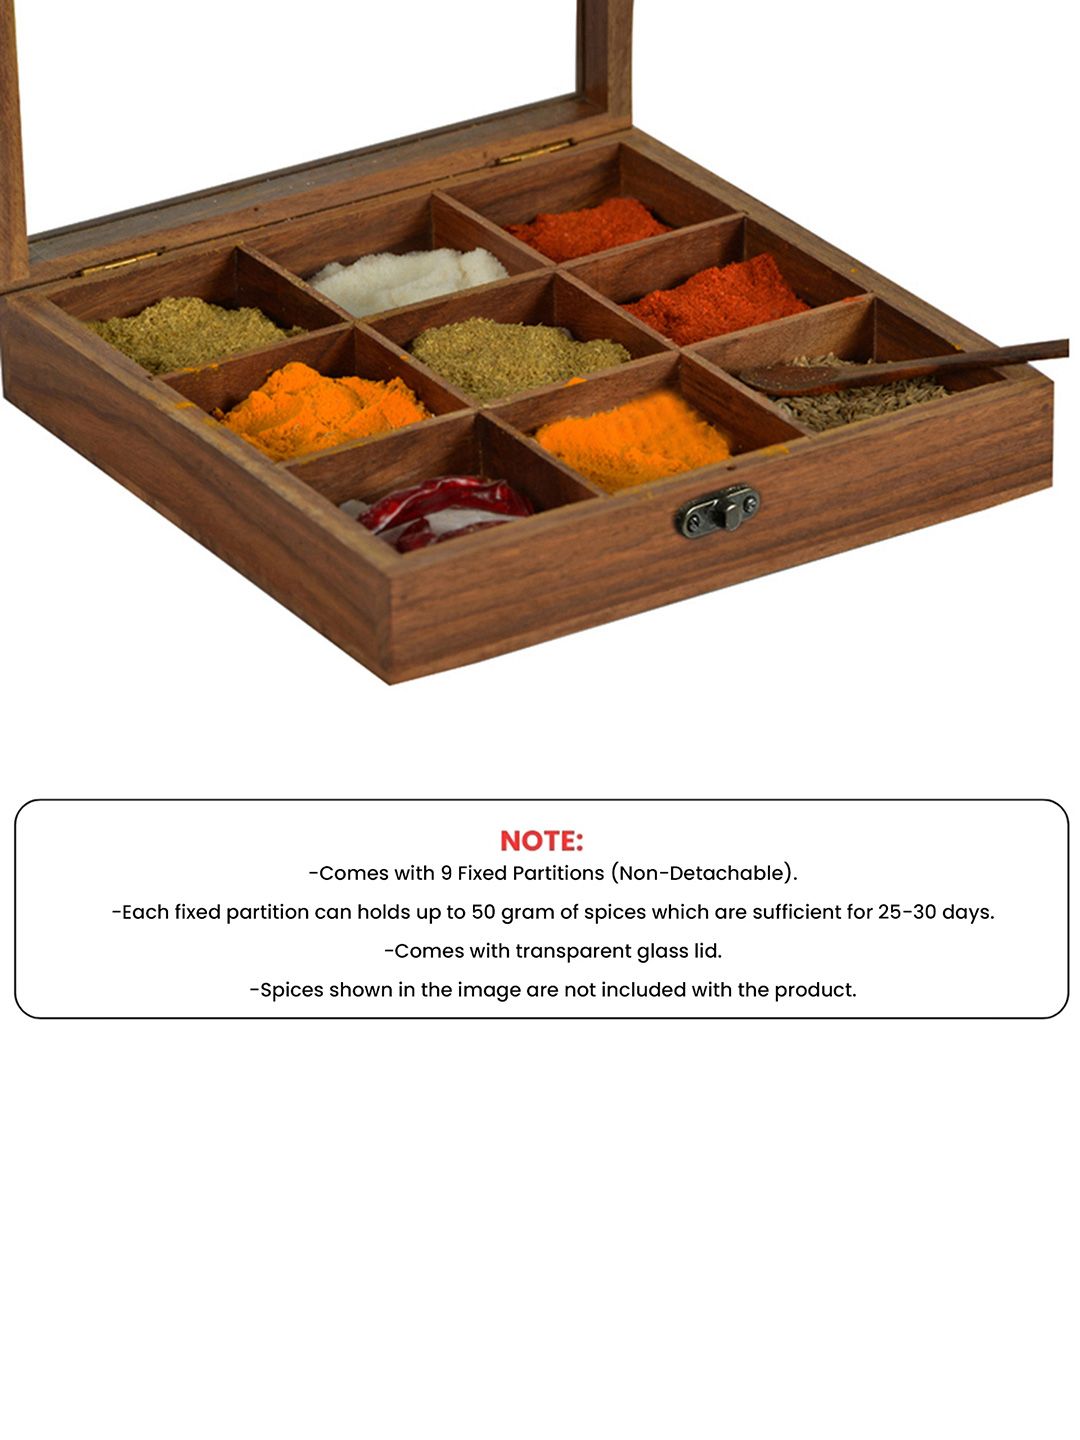 NOTE:
-Comes with 9 Fixed Partitions (Non-Detachable).
-Each fixed partition can holds up to 50 gram of spices which are sufficient for 25-30 days.
-Comes with transparent glass lid.
-Spices shown in the image are not included with the product.